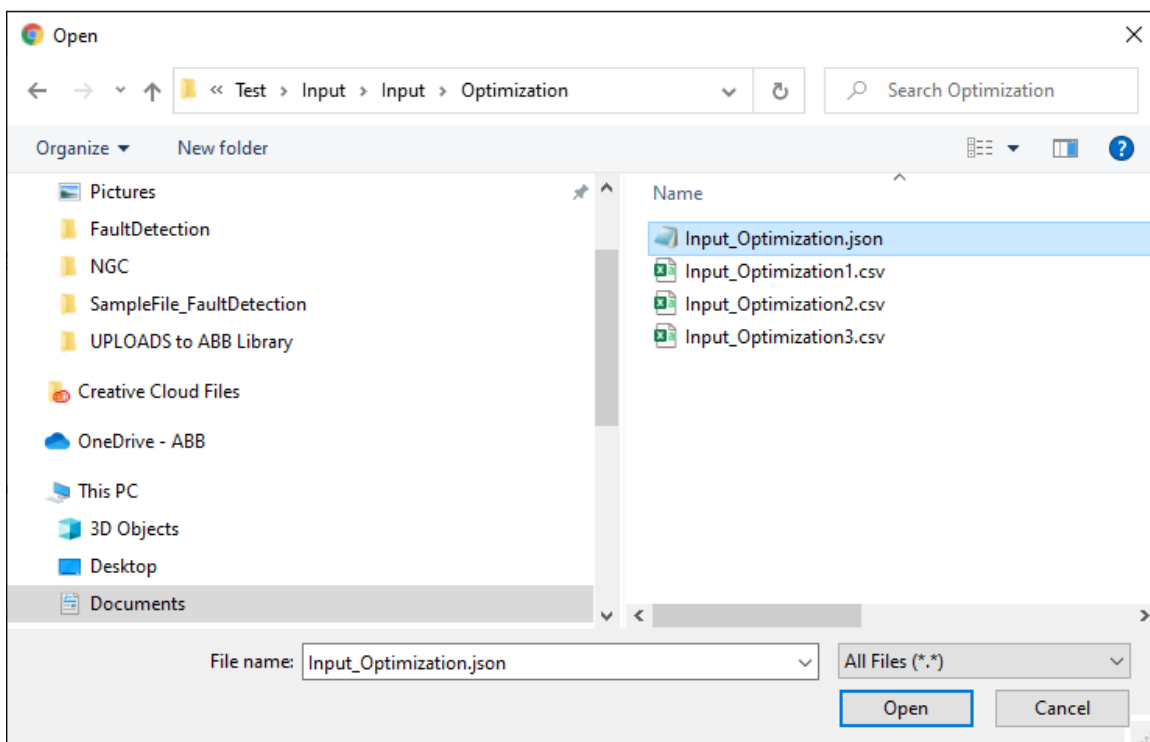 Open
« Test > Input > Input > Optimization
Search Optimization
Organize
New folder
?
Pictures
FaultDetection
NGC
SampleFile_FaultDetection
UPLOADS to ABB Library
Creative Cloud Files
OneDrive - ABB
This PC
3D Objects
Desktop
Documents
Name
Input_Optimization.json
Input_Optimization1.csv
Input_Optimization2.csv
Input_Optimization3.csv
File name: Input_Optimization.json
All Files (*.*)
Open
Cancel